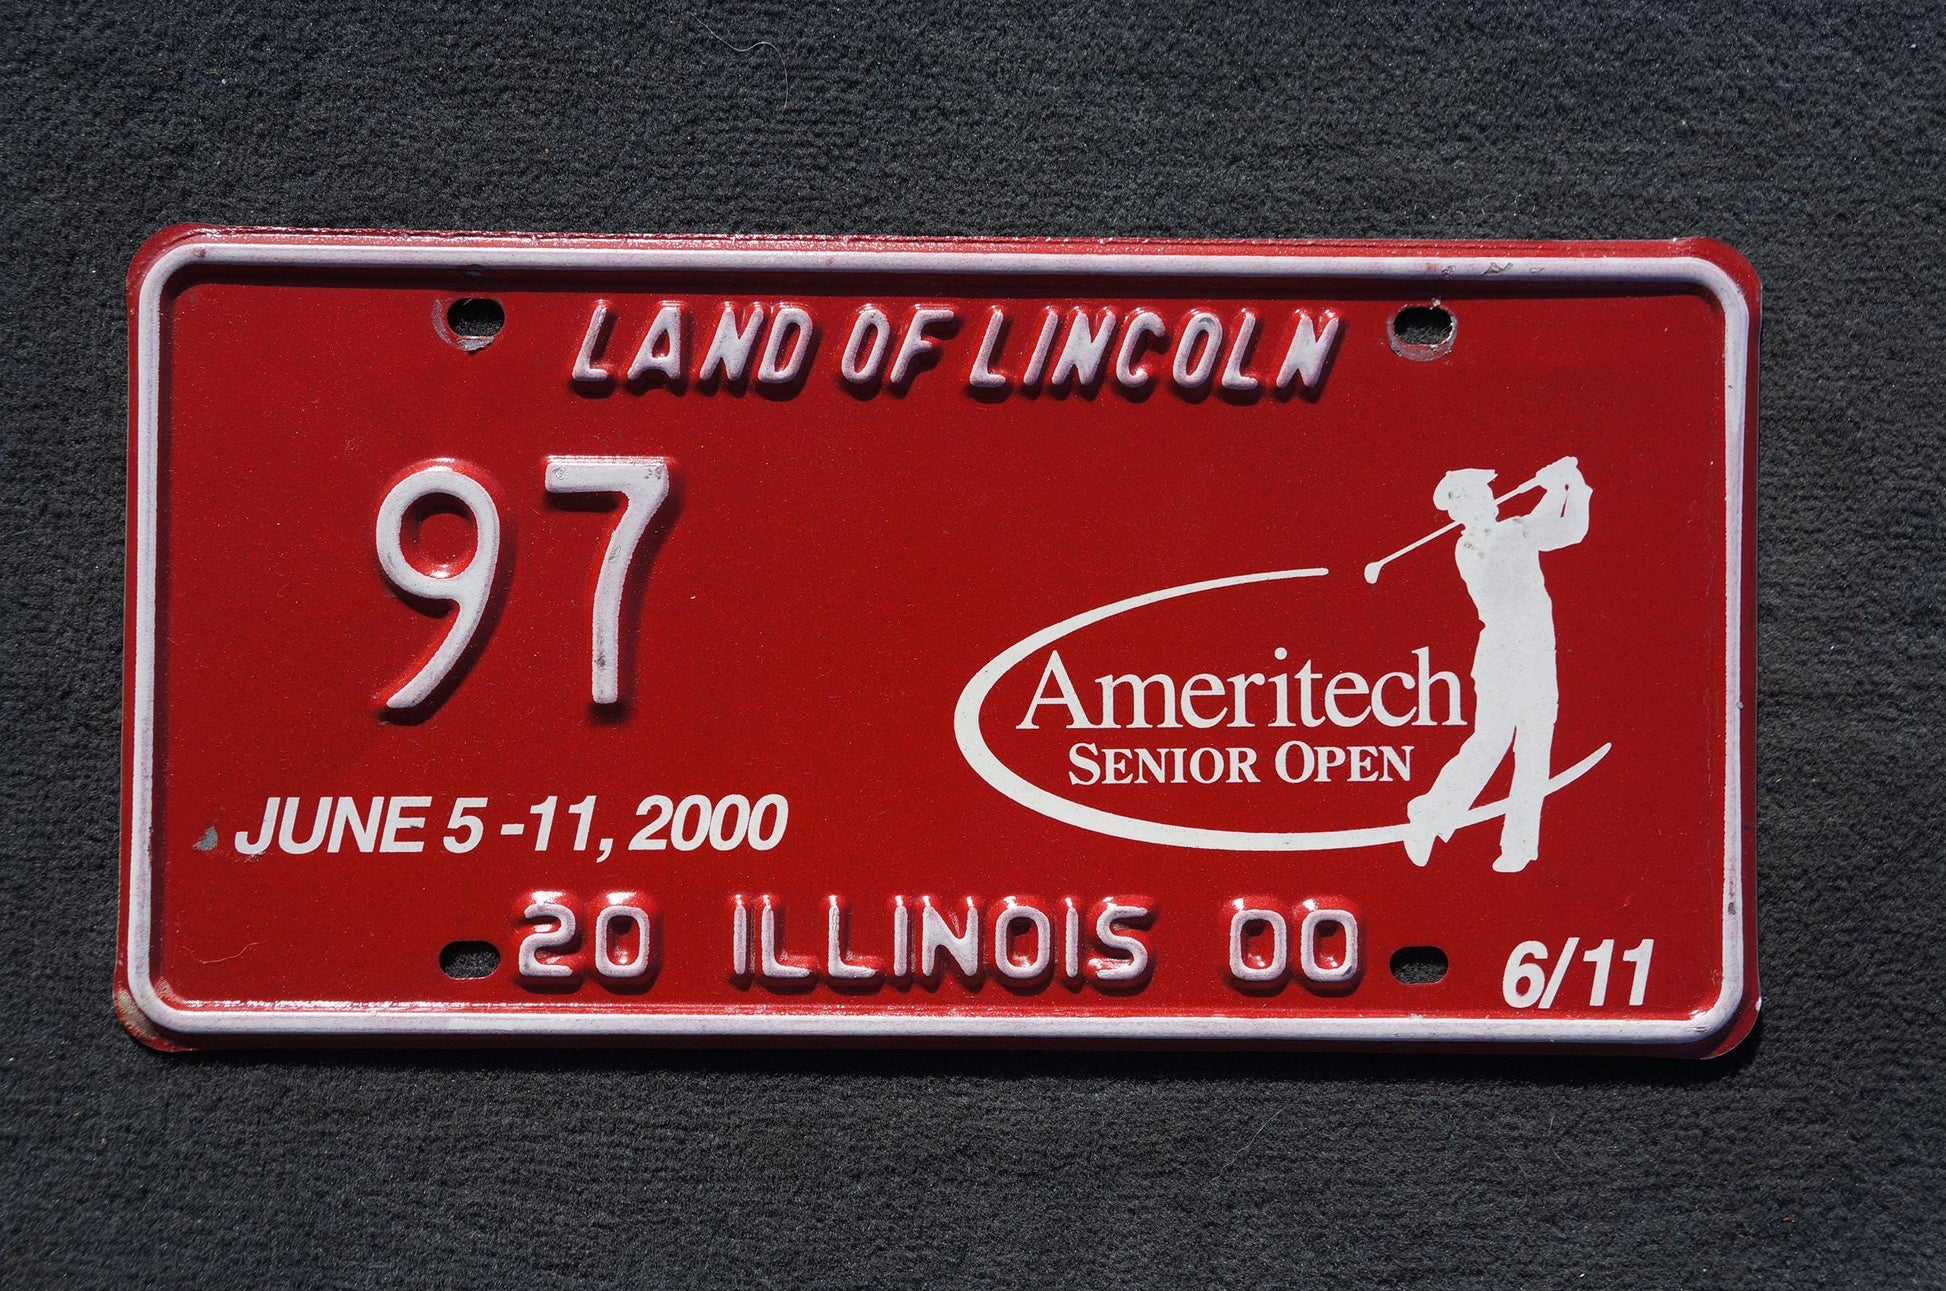 LAND OF LINCOLN
97
Ameritech
SENIOR OPEN
JUNE 5 -11, 2000
20 ILLINOIS 00
6/11